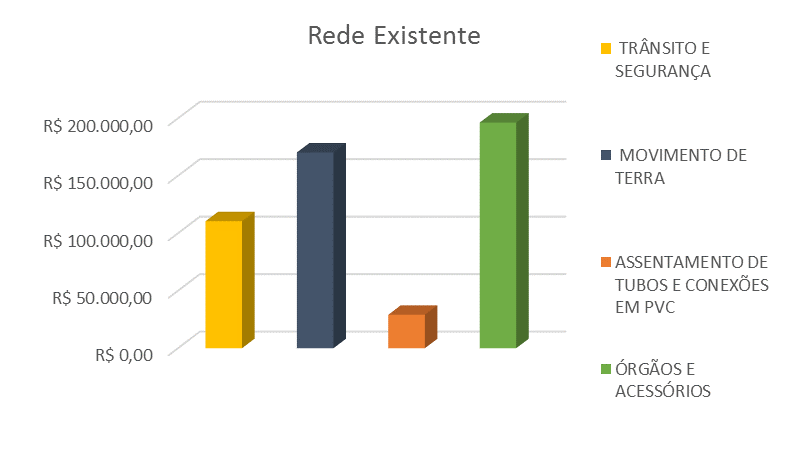 Rede Existente
R$ 200.000,00
R$ 150.000,00
R$ 100.000,00
R$ 50.000,00
R$ 0,00
TRÂNSITO E
SEGURANÇA
MOVIMENTO DE
TERRA
ASSENTAMENTO DE
TUBOS E CONEXÕES
EM PVC
ÓRGÃOS E
ACESSÓRIOS